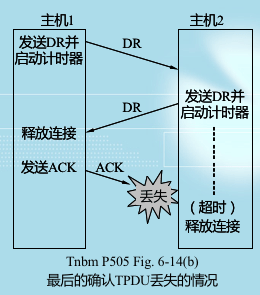 主机1
主机2
发送DR并
启动计时器
DR
发送DR并
启动计时器
DR
释放连接
发送ACK
ACK
丢失
（超时）
释放连接
Tnbm P505 Fig. 6-14(b)
最后的确认TPDU丢失的情况